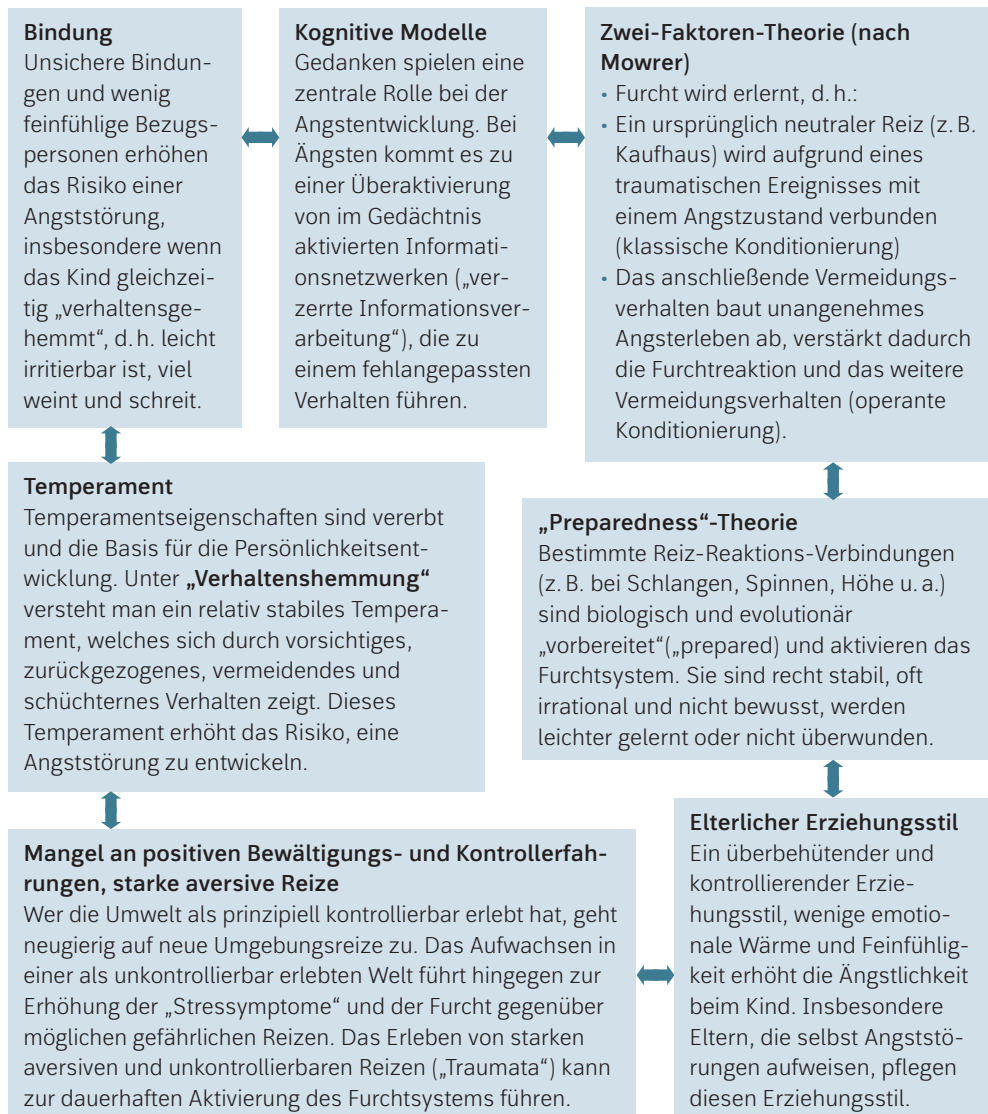 Bindung
Unsichere Bindun-
gen und wenig
feinfühlige Bezugs-
personen erhöhen
das Risiko einer
Angststörung,
insbesondere wenn
das Kind gleichzei-
tig „verhaltensge-
hemmt“, d. h. leicht
irritierbar ist, viel
weint und schreit.
Kognitive Modelle
Gedanken spielen eine
zentrale Rolle bei der
Angstentwicklung. Bei
Ängsten kommt es zu
einer Überaktivierung
von im Gedächtnis
aktivierten Informati-
onsnetzwerken („ver-
zerrte Informationsver-
arbeitung“), die zu
einem fehlangepassten
Verhalten führen.
Zwei-Faktoren-Theorie (nach
Mowrer)
• Furcht wird erlernt, d. h.:
• Ein ursprünglich neutraler Reiz (z. B.
Kaufhaus) wird aufgrund eines
traumatischen Ereignisses mit
einem Angstzustand verbunden
(klassische Konditionierung)
• Das anschließende Vermeidungs-
verhalten baut unangenehmes
Angsterleben ab, verstärkt dadurch
die Furchtreaktion und das weitere
Vermeidungsverhalten (operante
Konditionierung).
Temperament
Temperamentseigenschaften sind vererbt
und die Basis für die Persönlichkeitsent-
wicklung. Unter „Verhaltenshemmung“
versteht man ein relativ stabiles Tempera-
ment, welches sich durch vorsichtiges,
zurückgezogenes, vermeidendes und
schüchternes Verhalten zeigt. Dieses
Temperament erhöht das Risiko, eine
Angststörung zu entwickeln.
„Preparedness“-Theorie
Bestimmte Reiz-Reaktions-Verbindungen
(z. B. bei Schlangen, Spinnen, Höhe u. a.)
sind biologisch und evolutionär
„vorbereitet“(„prepared) und aktivieren das
Furchtsystem. Sie sind recht stabil, oft
irrational und nicht bewusst, werden
leichter gelernt oder nicht überwunden.
Mangel an positiven Bewältigungs- und Kontrollerfah-
rungen, starke aversive Reize
Wer die Umwelt als prinzipiell kontrollierbar erlebt hat, geht
neugierig auf neue Umgebungsreize zu. Das Aufwachsen in
einer als unkontrollierbar erlebten Welt führt hingegen zur
Erhöhung der „Stressymptome“ und der Furcht gegenüber
möglichen gefährlichen Reizen. Das Erleben von starken
aversiven und unkontrollierbaren Reizen („Traumata“) kann
zur dauerhaften Aktivierung des Furchtsystems führen.
Elterlicher Erziehungsstil
Ein überbehütender und
kontrollierender Erzie-
hungsstil, wenige emotio-
nale Wärme und Feinfühlig-
keit erhöht die Ängstlichkeit
beim Kind. Insbesondere
Eltern, die selbst Angststö-
rungen aufweisen, pflegen
diesen Erziehungsstil.